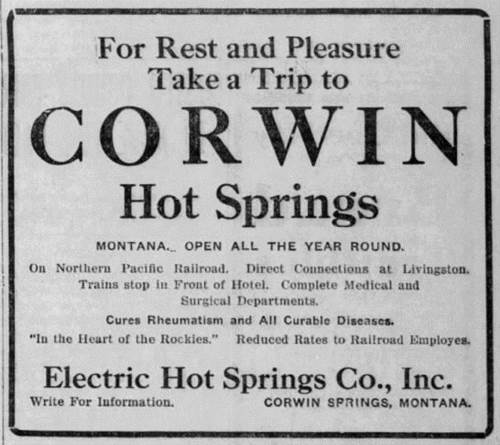 For Rest and Pleasure
Take a Trip to
CORWIN
Hot Springs
MONTANA. OPEN ALL THE YEAR ROUND.
On Northern Pacific Railroad. Direct Connections at Livingston.
Trains stop in Front of Hotel. Complete Medical and
Surgical Departments.
Cures Rheumatism and All Curable Diseases.
"In the Heart of the Rockies." Reduced Rates to Railroad Employes.
Electric Hot Springs Co., Inc.
Write For Information. CORWIN SPRINGS, MONTANA.